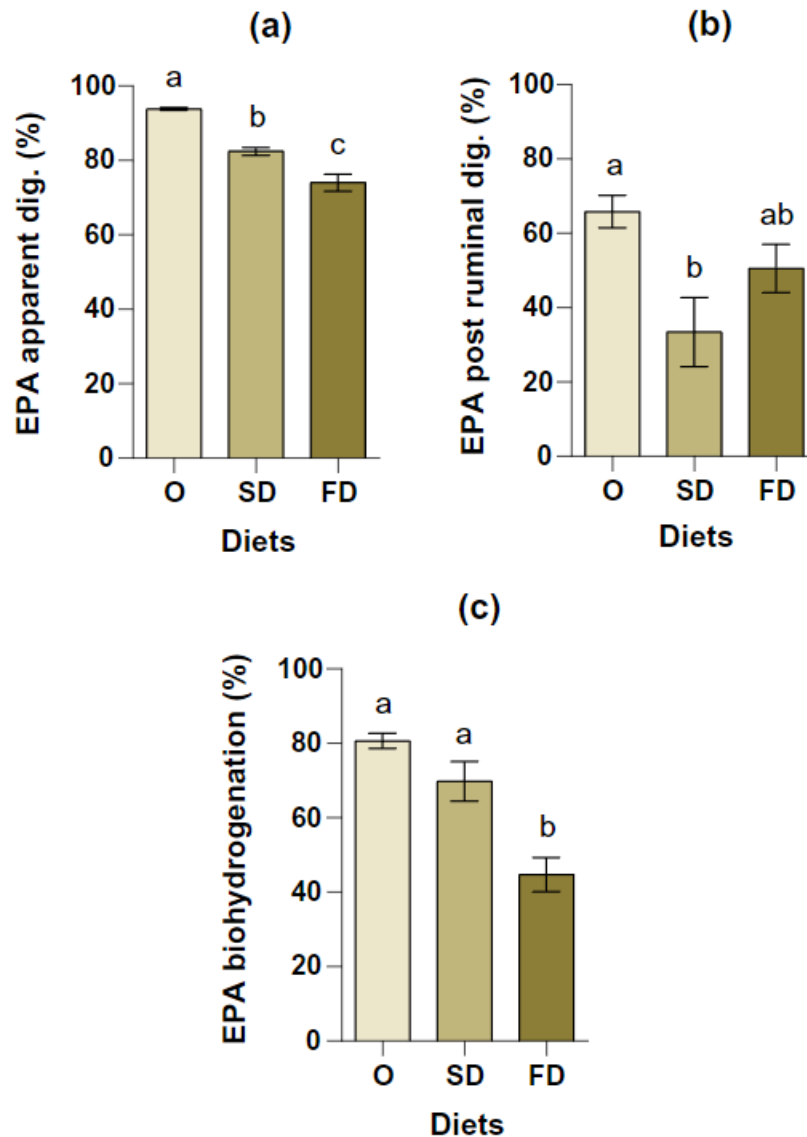 (a)
EPA apparent dig. (%)
100
80
60
40
20
0
a
b
c
O SD FD
Diets
(b)
EPA post ruminal dig. (%)
100
80
60
40
20
0
a
b
ab
O SD FD
Diets
(c)
EPA biohydrogenation (%)
100
80
60
40
20
0
a
a
b
O SD FD
Diets